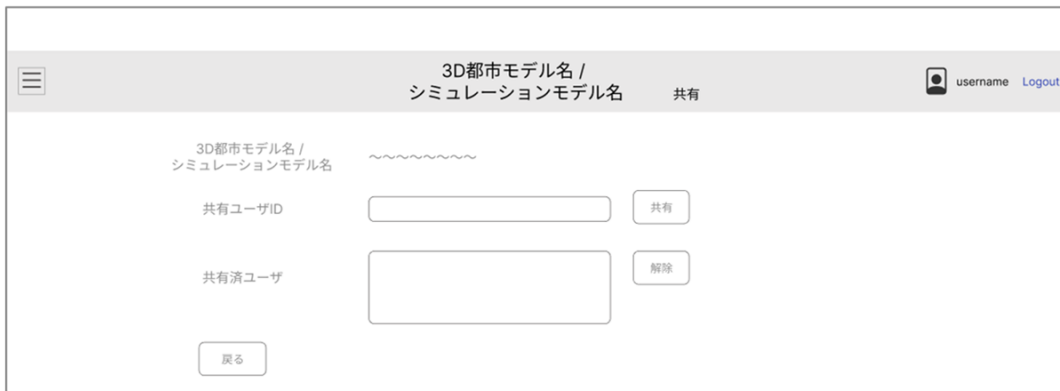 3D都市モデル名 /
シミュレーションモデル名 共有
username Logout
3D都市モデル名 /
シミュレーションモデル名
〜〜〜〜〜〜〜〜
共有ユーザID
共有
共有済ユーザ
解除
戻る